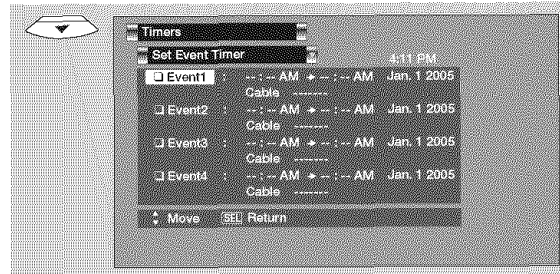 Timers
Set Event Timer
4:11 PM
❑ Event1 : -- : -- AM ➔ -- : -- AM Jan. 1 2005
Cable -------
❑ Event2 : -- : -- AM ➔ -- : -- AM Jan. 1 2005
Cable -------
❑ Event3 : -- : -- AM ➔ -- : -- AM Jan. 1 2005
Cable -------
❑ Event4 : -- : -- AM ➔ -- : -- AM Jan. 1 2005
Cable -------
Move SEL Return